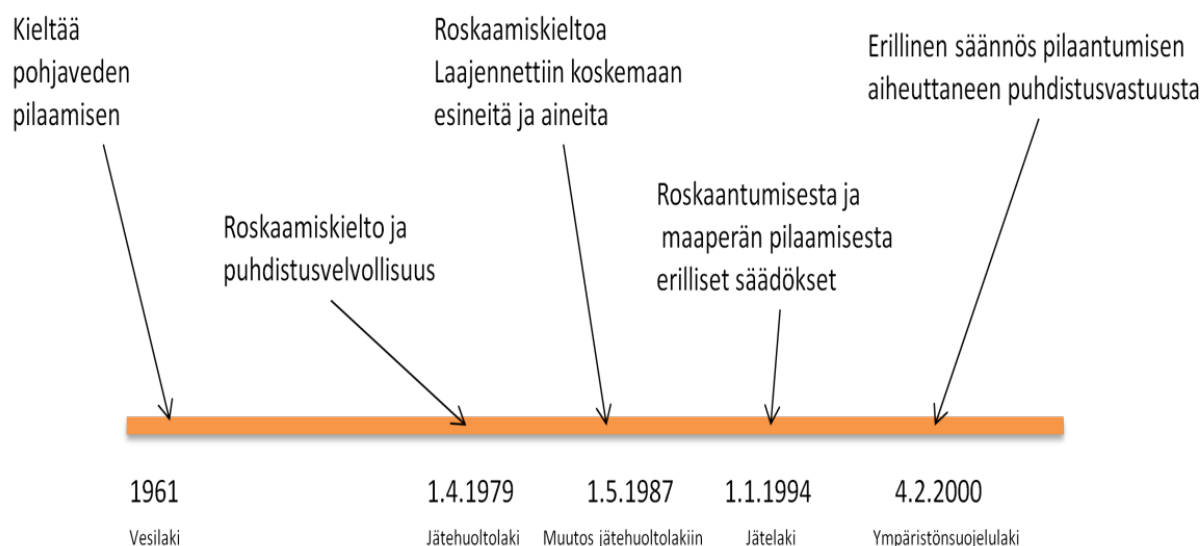 Kieltää
pohjaveden
pilaamisen
Roskaamiskielto ja
puhdistusvelvollisuus
Roskaamiskieltoa
Laajennettiin koskemaan
esineitä ja aineita
Roskaantumisesta ja
maaperän pilaamisesta
erilliset säädökset
Erillinen säännös pilaantumisen
aiheuttaneen puhdistusvastuusta
1961
Vesilaki
1.4.1979
Jätehuoltolaki
1.5.1987
Muutos jätehuoltolakiin
1.1.1994
Jätelaki
4.2.2000
Ympäristönsuojelulaki